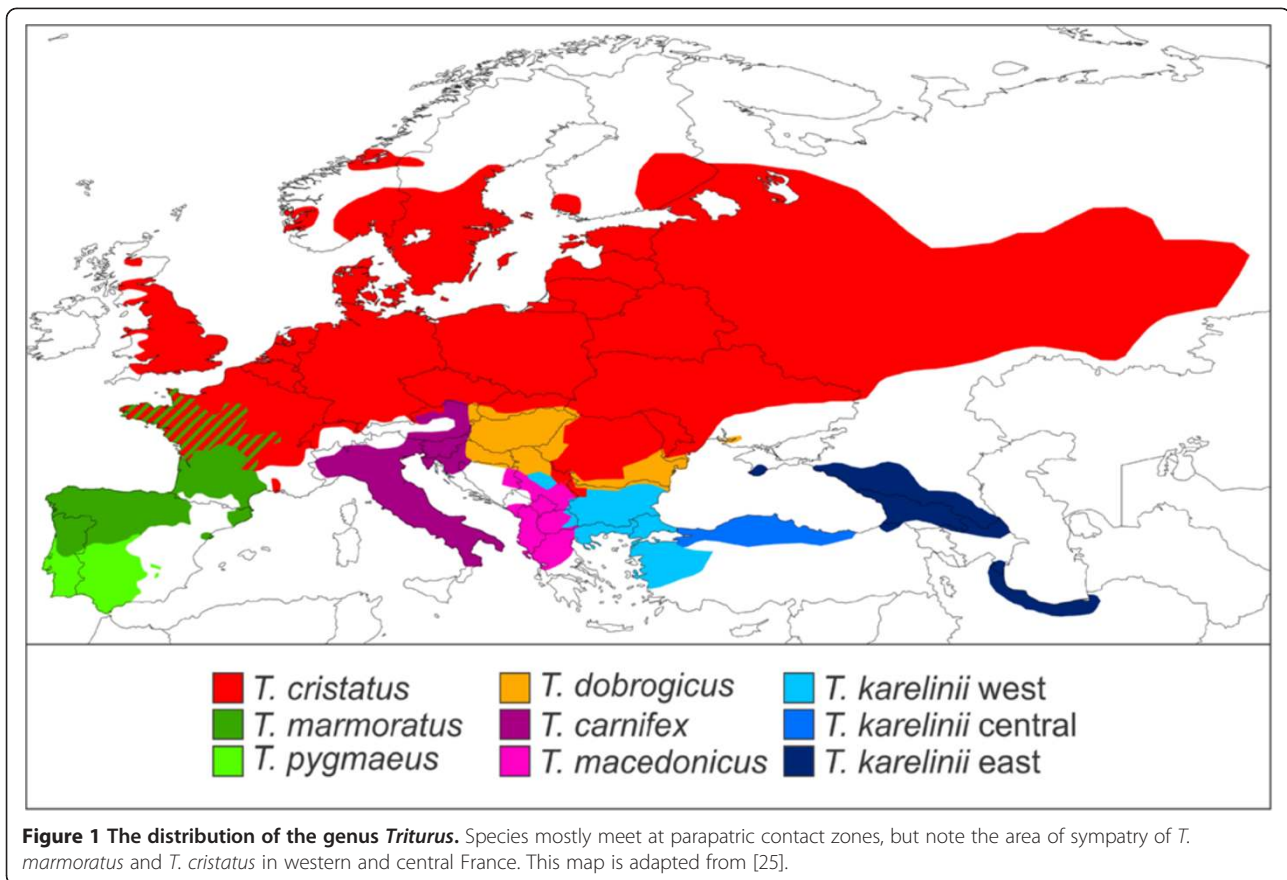 T. cristatus
T. marmoratus
T. pygmaeus
T. dobrogicus
T. carnifex
T. macedonicus
T. karelinii west
T. karelinii central
T. karelinii east
Figure 1 The distribution of the genus Triturus. Species mostly meet at parapatric contact zones, but note the area of sympatry of T.
marmoratus and T. cristatus in western and central France. This map is adapted from [25].